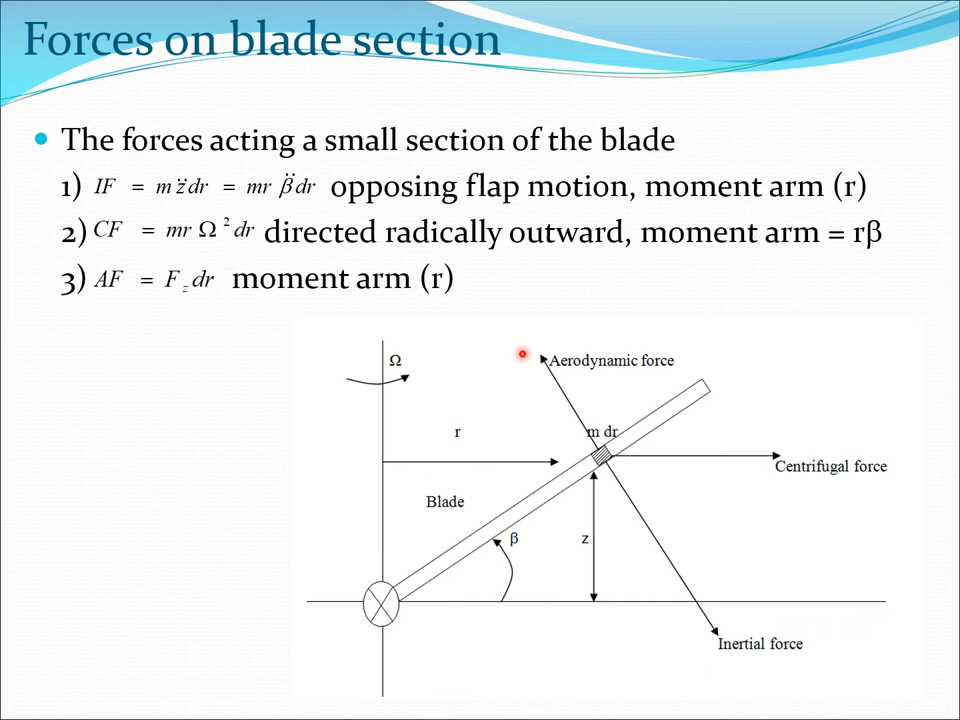 Forces on blade section
• The forces acting a small section of the blade
1) IF = m z̈ dr = mr β̈ dr opposing flap motion, moment arm (r)
2) CF = mr Ω² dr directed radically outward, moment arm = rβ
3) AF = F_z dr moment arm (r)
Ω
Aerodynamic force
r
m dr
Centrifugal force
Blade
β
z
Inertial force